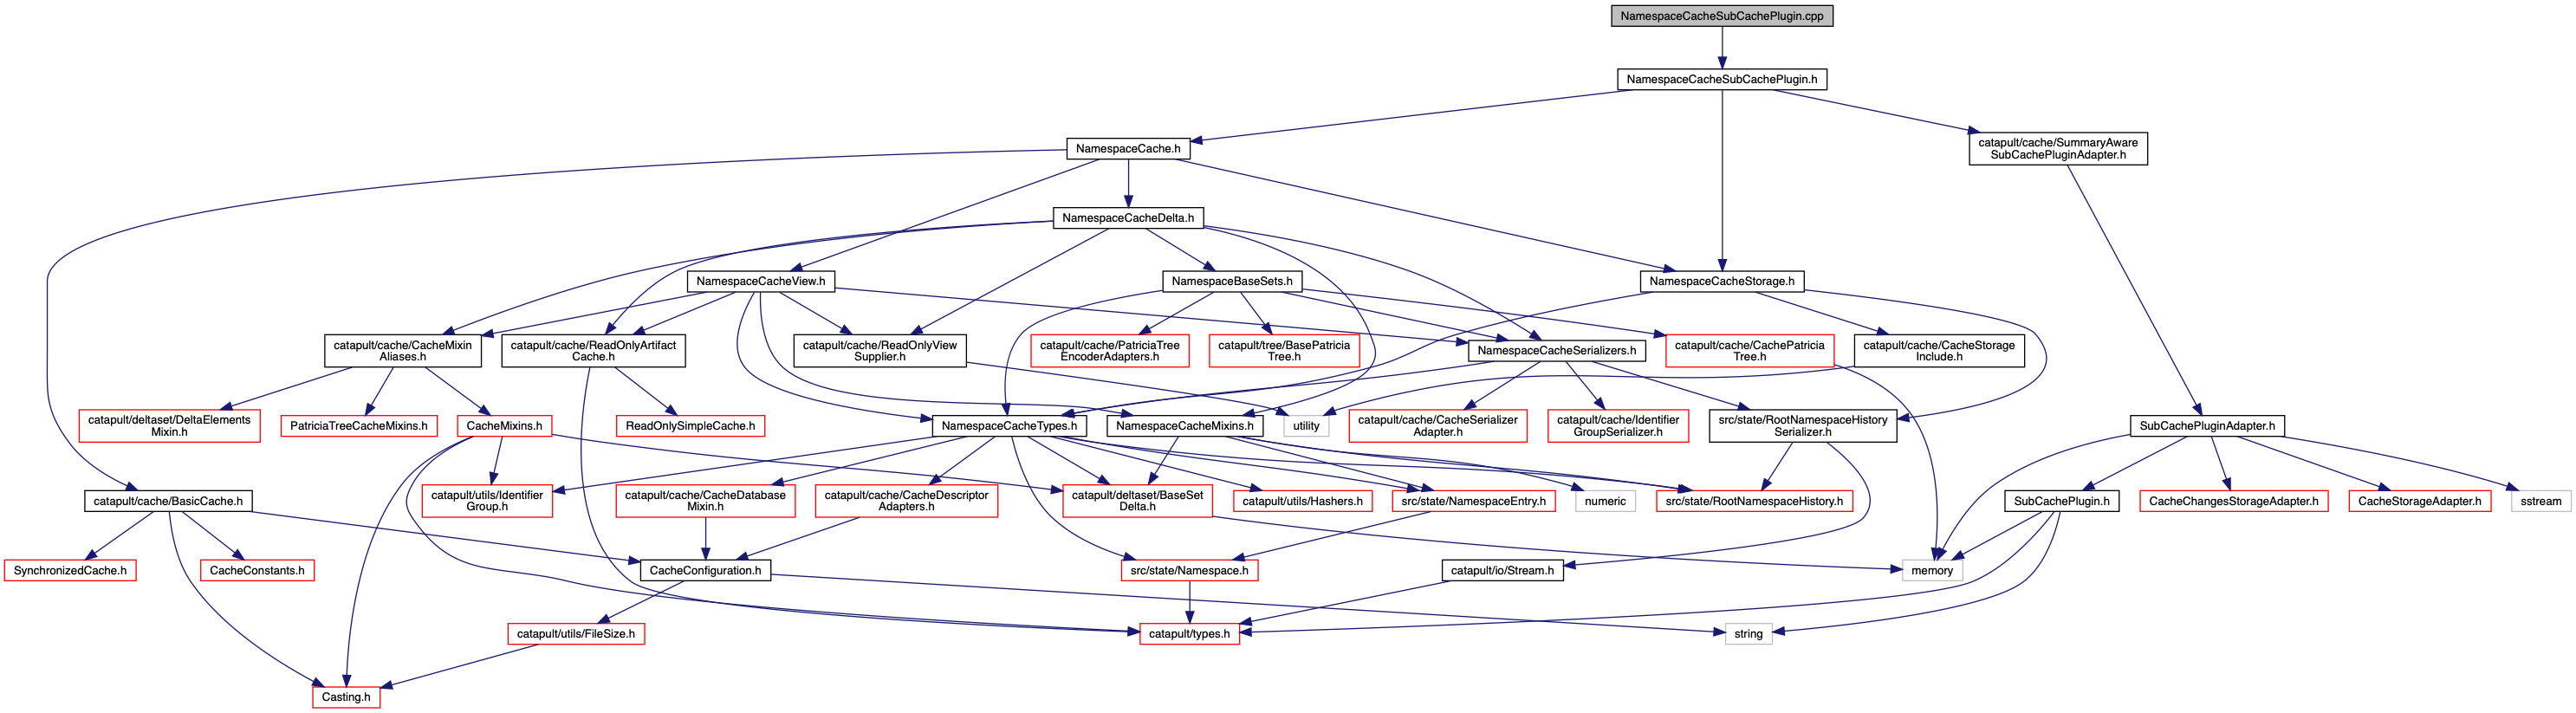 NamespaceCacheSubCachePlugin.cpp
NamespaceCacheSubCachePlugin.h
NamespaceCache.h
catapult/cache/SummaryAware
SubCachePluginAdapter.h
NamespaceCacheDelta.h
NamespaceCacheView.h
NamespaceBaseSets.h
NamespaceCacheStorage.h
catapult/cache/CacheMixin
Aliases.h
catapult/cache/ReadOnlyArtifact
Cache.h
catapult/cache/ReadOnlyView
Supplier.h
catapult/cache/PatriciaTree
EncoderAdapters.h
catapult/tree/BasePatricia
Tree.h
NamespaceCacheSerializers.h
catapult/cache/CachePatricia
Tree.h
catapult/cache/CacheStorage
Include.h
catapult/deltaset/DeltaElements
Mixin.h
PatriciaTreeCacheMixins.h
CacheMixins.h
ReadOnlySimpleCache.h
NamespaceCacheTypes.h
NamespaceCacheMixins.h
utility
catapult/cache/CacheSerializer
Adapter.h
catapult/cache/Identifier
GroupSerializer.h
src/state/RootNamespaceHistory
Serializer.h
SubCachePluginAdapter.h
catapult/cache/BasicCache.h
catapult/utils/Identifier
Group.h
catapult/cache/CacheDatabase
Mixin.h
catapult/cache/CacheDescriptor
Adapters.h
catapult/deltaset/BaseSet
Delta.h
catapult/utils/Hashers.h
src/state/NamespaceEntry.h
numeric
src/state/RootNamespaceHistory.h
SubCachePlugin.h
CacheChangesStorageAdapter.h
CacheStorageAdapter.h
sstream
SynchronizedCache.h
CacheConstants.h
CacheConfiguration.h
src/state/Namespace.h
catapult/io/Stream.h
memory
catapult/utils/FileSize.h
catapult/types.h
string
Casting.h